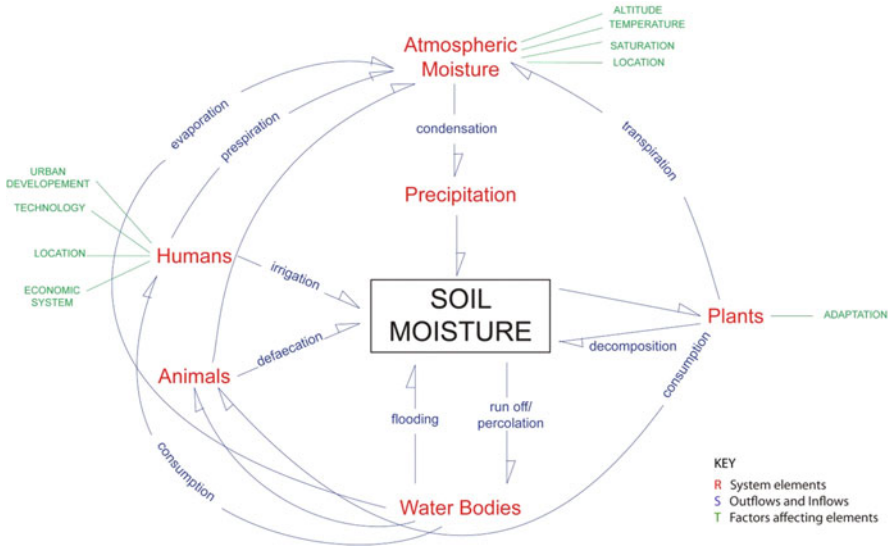 ALTITUDE
TEMPERATURE
SATURATION
LOCATION
Atmospheric
Moisture
evaporation
prespiration
condensation
transpiration
Precipitation
URBAN
DEVELOPEMENT
TECHNOLOGY
LOCATION
ECONOMIC
SYSTEM
Humans
irrigation
SOIL
MOISTURE
Plants
ADAPTATION
Animals
defaecation
decomposition
consumption
flooding
run off/
percolation
consumption
Water Bodies
KEY
R System elements
S Outflows and Inflows
T Factors affecting elements